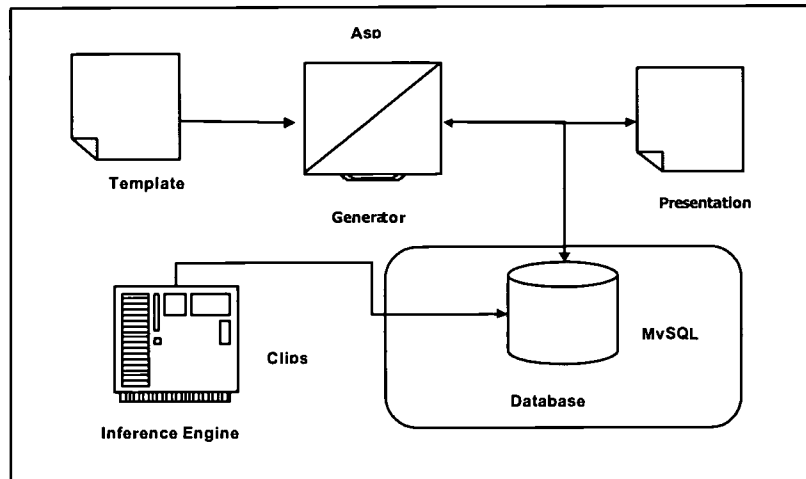 Asp
Template
Generator
Presentation
Clips
MySQL
Database
Inference Engine